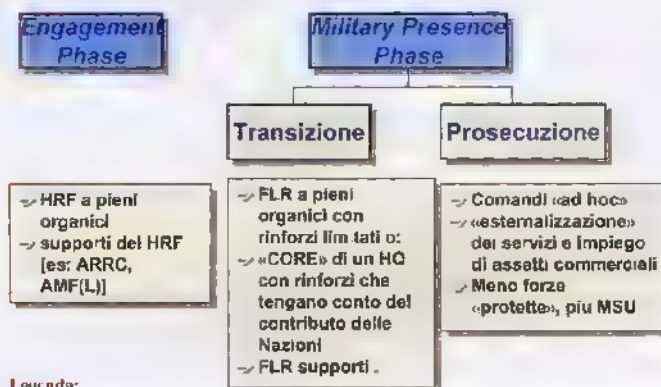 Engagement
Phase
Military Presence
Phase
Transizione
Prosecuzione
HRF a pieni
organici
supporti del HRF
[es: ARRC,
AMF(L)]
FLR a pieni
organici con
rinforzi limitati o:
«CORE» di un HQ
con rinforzi che
tengano conto del
contributo delle
Nazioni
FLR supporti.
Comandi «ad hoc»
«esternalizzazione»
dei servizi e impiego
di assetti commerciali
Meno forze
«protette», più MSU
Legenda: